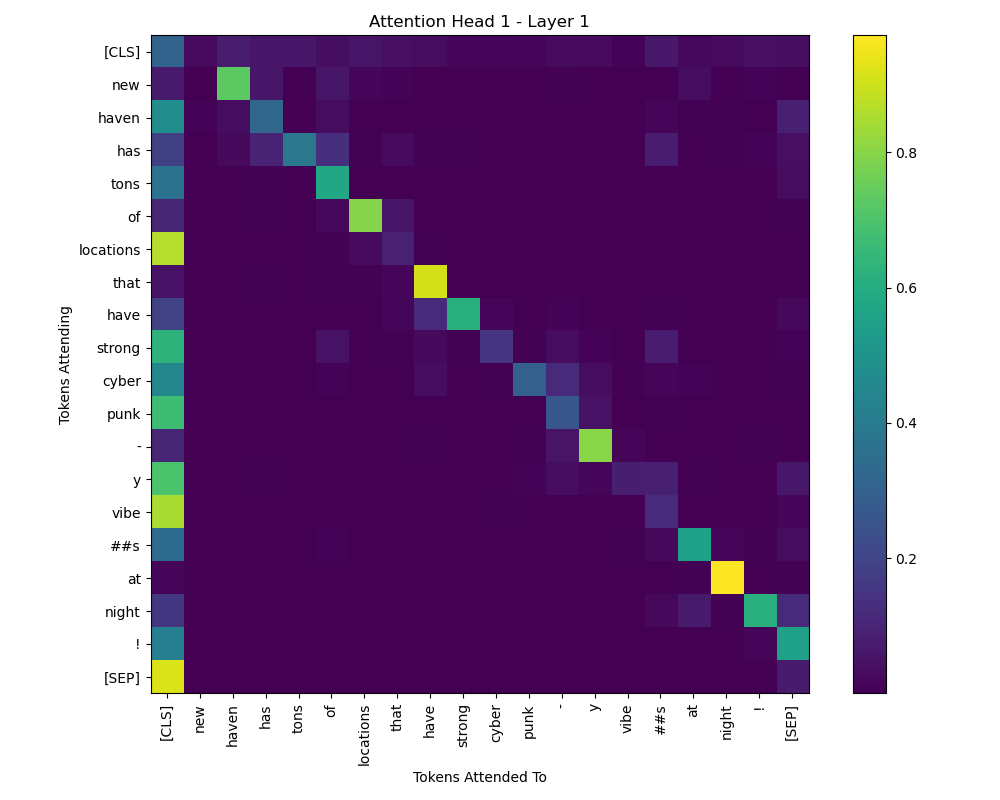 Attention Head 1 - Layer 1
Tokens Attending
[CLS]
new
haven
has
tons
of
locations
that
have
strong
cyber
punk
-
y
vibe
##s
at
night
!
[SEP]
[CLS]
new
haven
has
tons
of
locations
that
have
strong
cyber
punk
-
y
vibe
##s
at
night
!
[SEP]
Tokens Attended To
0.8
0.6
0.4
0.2